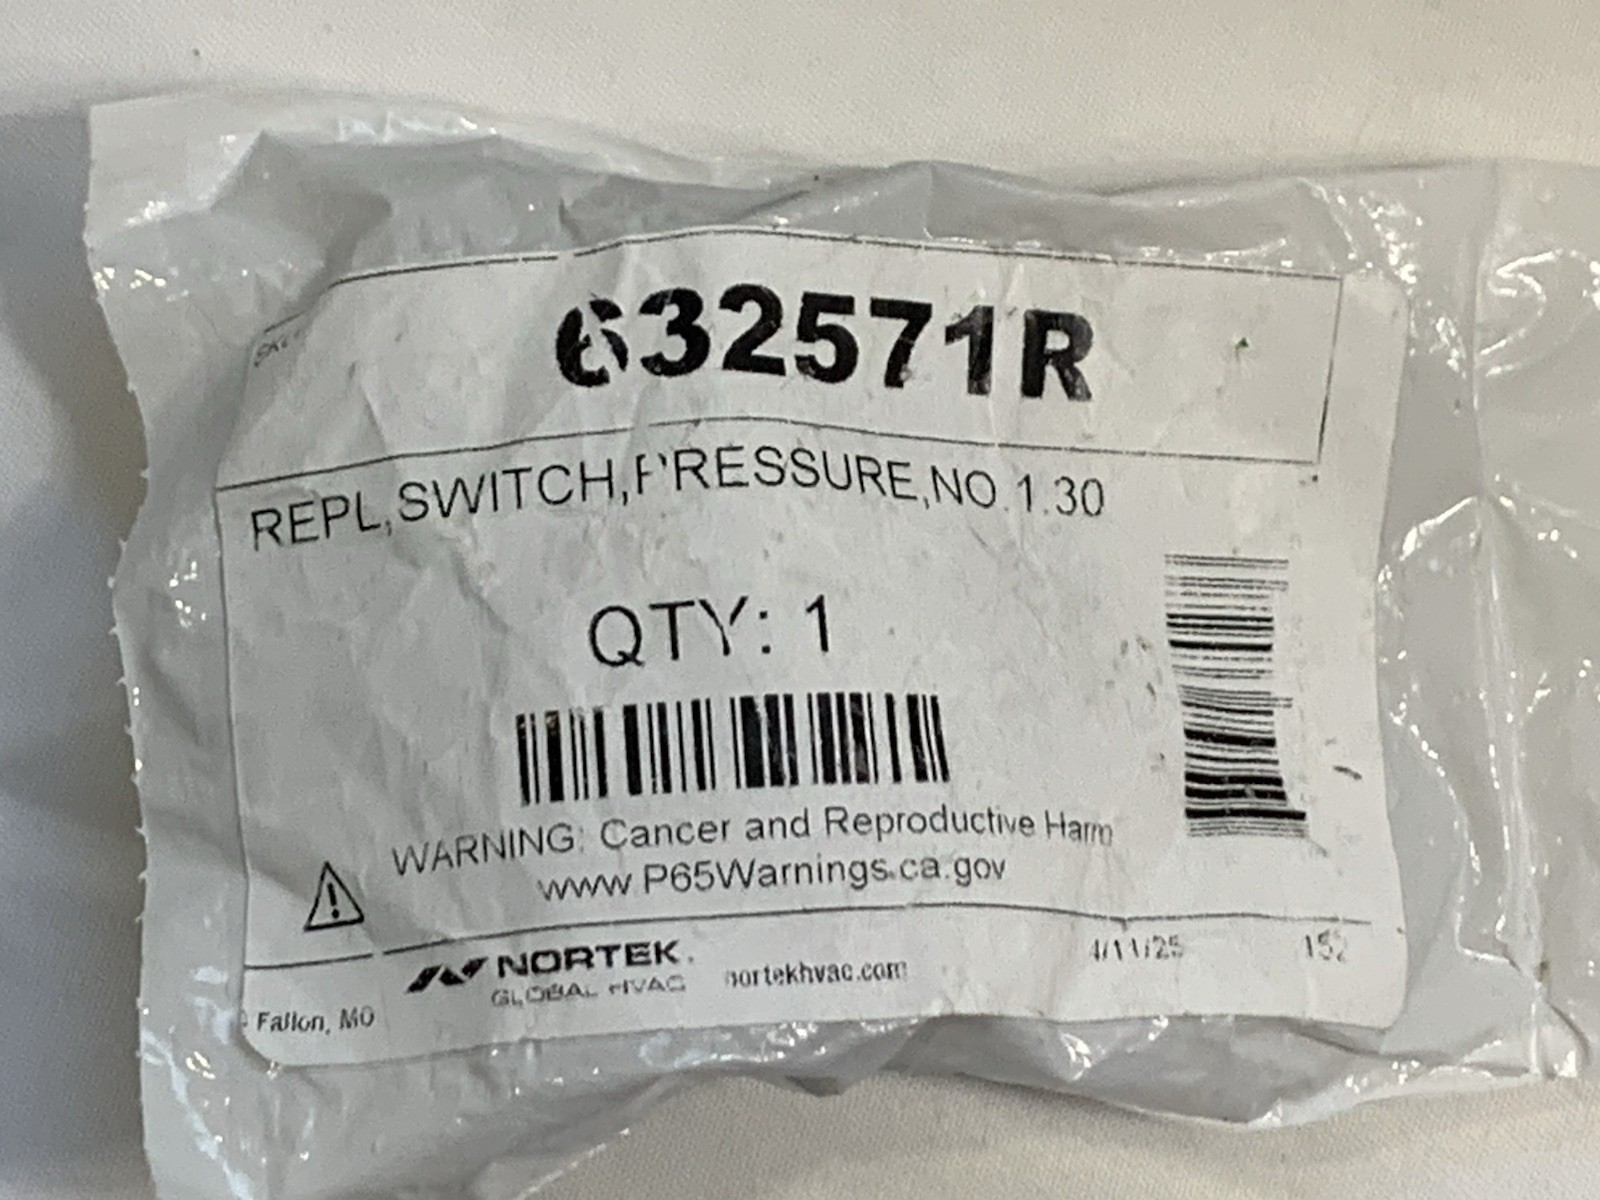 632571R
REPL,SWITCH,PRESSURE,NO.1.30
QTY: 1
WARNING: Cancer and Reproductive Harm
www.P65Warnings.ca.gov
NORTEK
GLOBAL HVAC
nortekhvac.com
4/11/25
152
Fallon, MO